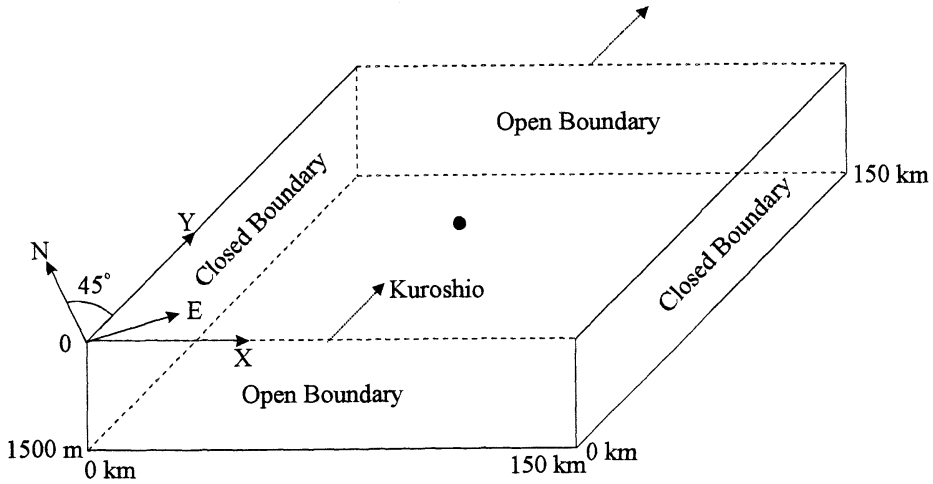 Open Boundary
150 km
Closed Boundary
Y
N
45°
E
Kuroshio
Closed Boundary
0
X
Open Boundary
1500 m
0 km
150 km
0 km